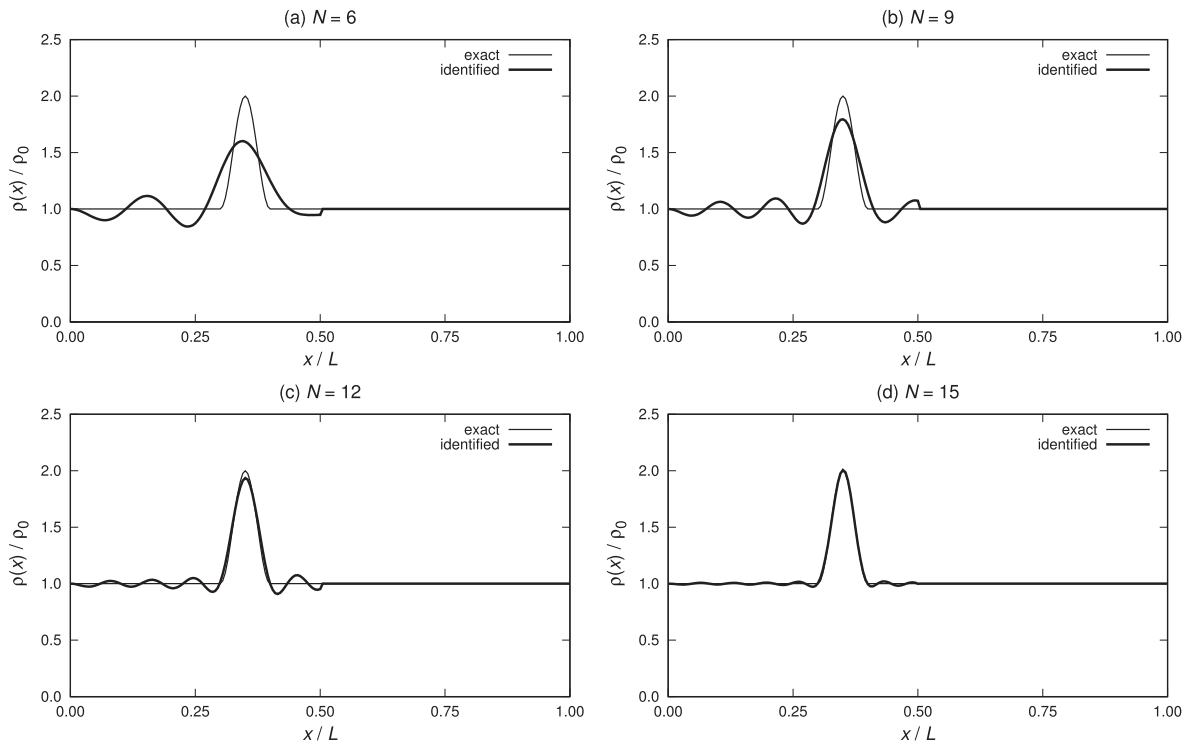 (a) N = 6
2.5
2.0
1.5
1.0
0.5
0.0
ρ(x) / ρ0
exact
identified
0.00 0.25 0.50 0.75 1.00
x / L
(b) N = 9
2.5
2.0
1.5
1.0
0.5
0.0
ρ(x) / ρ0
exact
identified
0.00 0.25 0.50 0.75 1.00
x / L
(c) N = 12
2.5
2.0
1.5
1.0
0.5
0.0
ρ(x) / ρ0
exact
identified
0.00 0.25 0.50 0.75 1.00
x / L
(d) N = 15
2.5
2.0
1.5
1.0
0.5
0.0
ρ(x) / ρ0
exact
identified
0.00 0.25 0.50 0.75 1.00
x / L